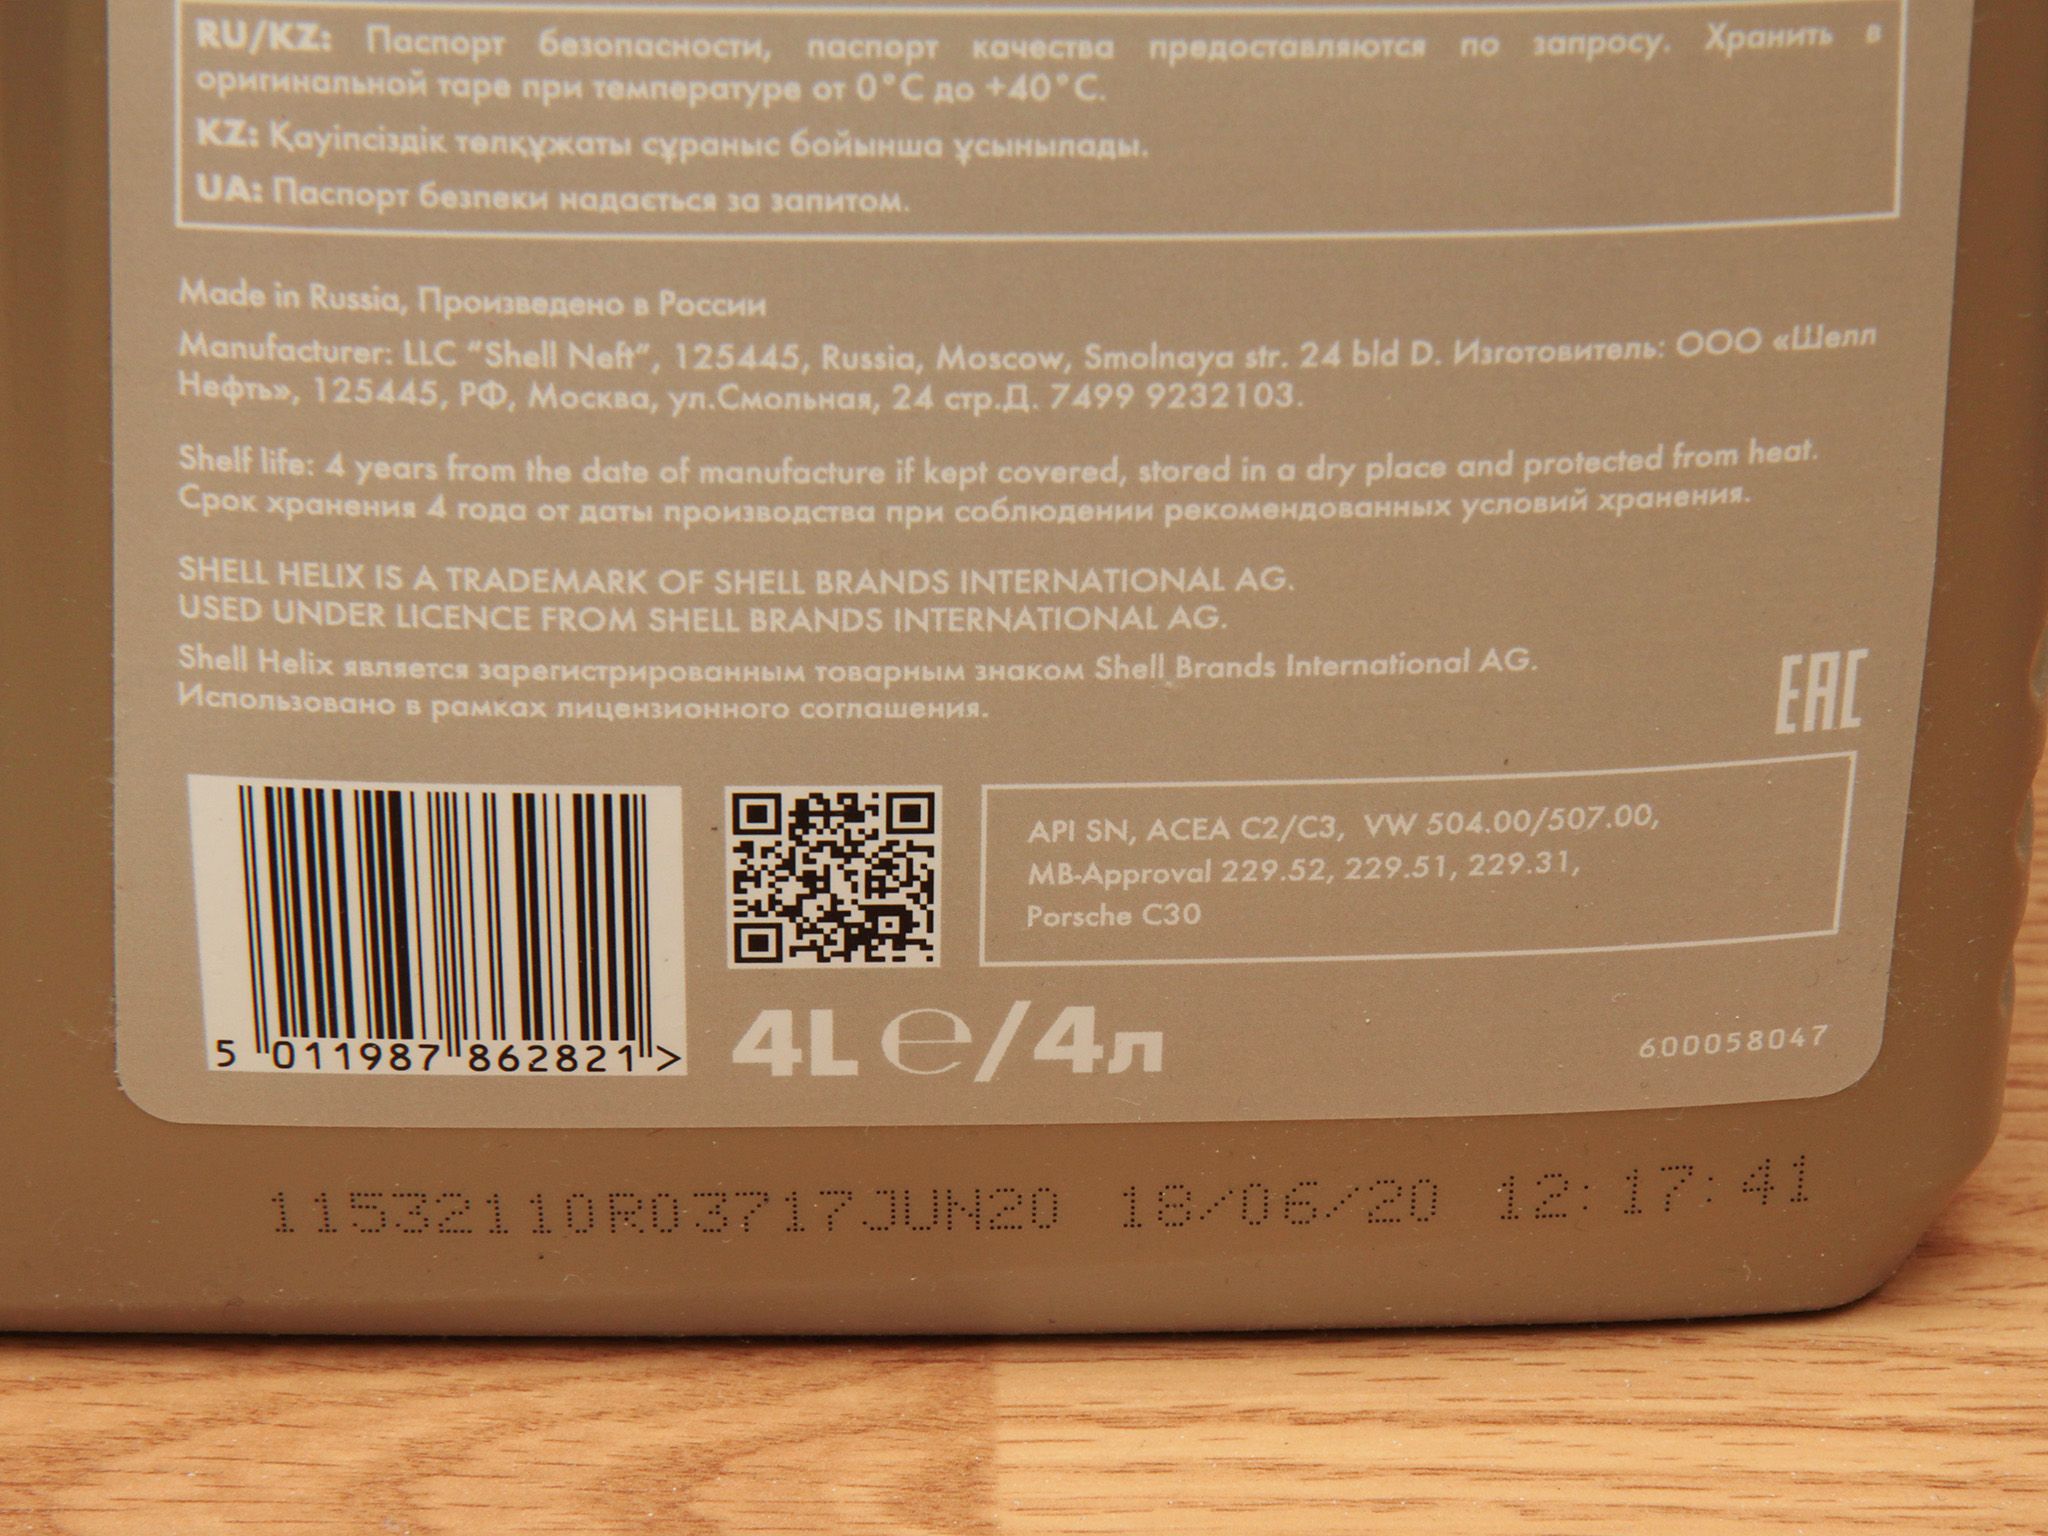 RU/KZ: Паспорт безопасности, паспорт качества предоставляются по запросу. Хранить в
оригинальной таре при температуре от 0°C до +40°C.
KZ: Қауіпсіздік төлқұжаты сұраныс бойынша ұсынылады.
UA: Паспорт безпеки надається за запитом.
Made in Russia, Произведено в России
Manufacturer: LLC “Shell Neft”, 125445, Russia, Moscow, Smolnaya str. 24 bld D. Изготовитель: ООО «Шелл
Нефть», 125445, РФ, Москва, ул.Смольная, 24 стр.Д. 7499 9232103.
Shelf life: 4 years from the date of manufacture if kept covered, stored in a dry place and protected from heat.
Срок хранения 4 года от даты производства при соблюдении рекомендованных условий хранения.
SHELL HELIX IS A TRADEMARK OF SHELL BRANDS INTERNATIONAL AG.
USED UNDER LICENCE FROM SHELL BRANDS INTERNATIONAL AG.
Shell Helix является зарегистрированным товарным знаком Shell Brands International AG.
Использовано в рамках лицензионного соглашения.
EAC
API SN, ACEA C2/C3, VW 504.00/507.00,
MB-Approval 229.52, 229.51, 229.31,
Porsche C30
5 011987 862821 >
4L ℮/4л
600058047
11532110R03717JUN20 18/06/20 12:17:41